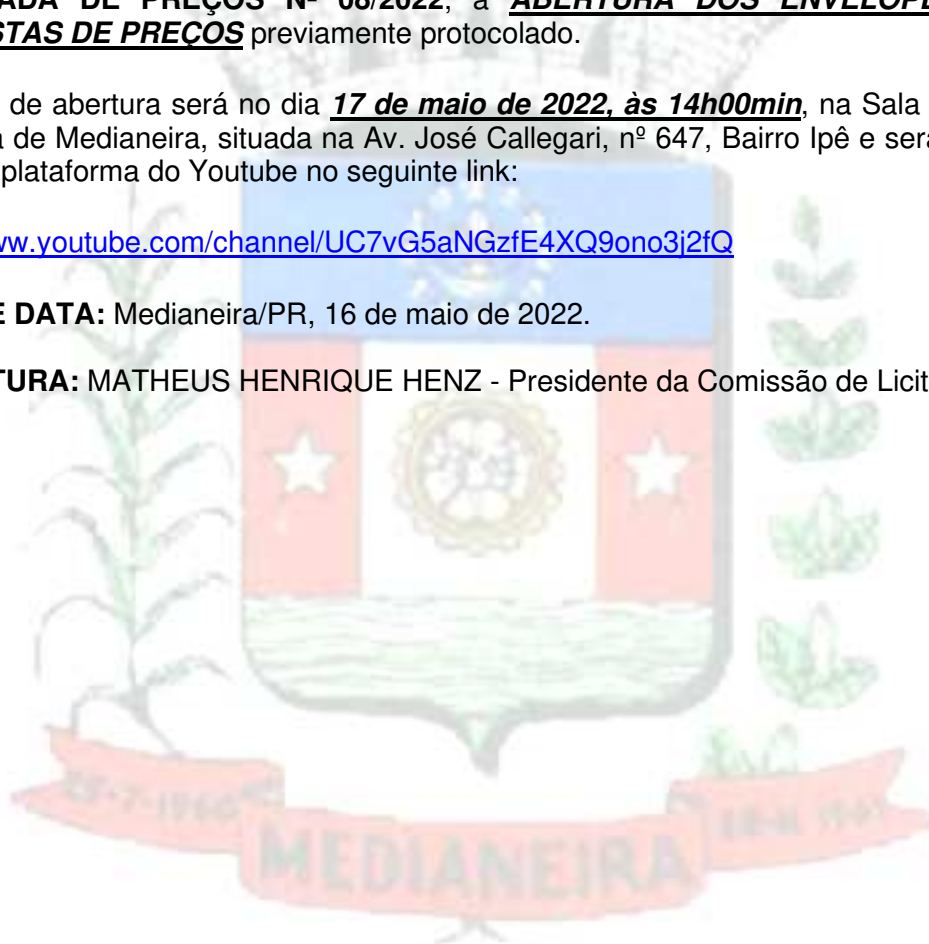 ADA DE PREÇOS Nº 08/2022, a ABERTURA DOS ENVELOPE
STAS DE PREÇOS previamente protocolado.
de abertura será no dia 17 de maio de 2022, às 14h00min, na Sala
a de Medianeira, situada na Av. José Callegari, nº 647, Bairro Ipê e será
plataforma do Youtube no seguinte link:
ww.youtube.com/channel/UC7vG5aNGzfE4XQ9ono3j2fQ
E DATA: Medianeira/PR, 16 de maio de 2022.
TURA: MATHEUS HENRIQUE HENZ - Presidente da Comissão de Licit
MEDIANEIRA